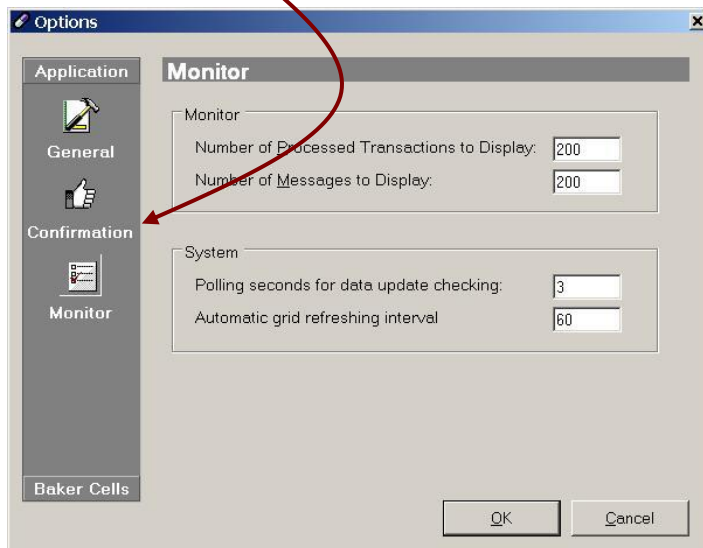 Options
Application
General
Confirmation
Monitor
Baker Cells
Monitor
Monitor
Number of Processed Transactions to Display: 200
Number of Messages to Display: 200
System
Polling seconds for data update checking: 3
Automatic grid refreshing interval 60
OK Cancel